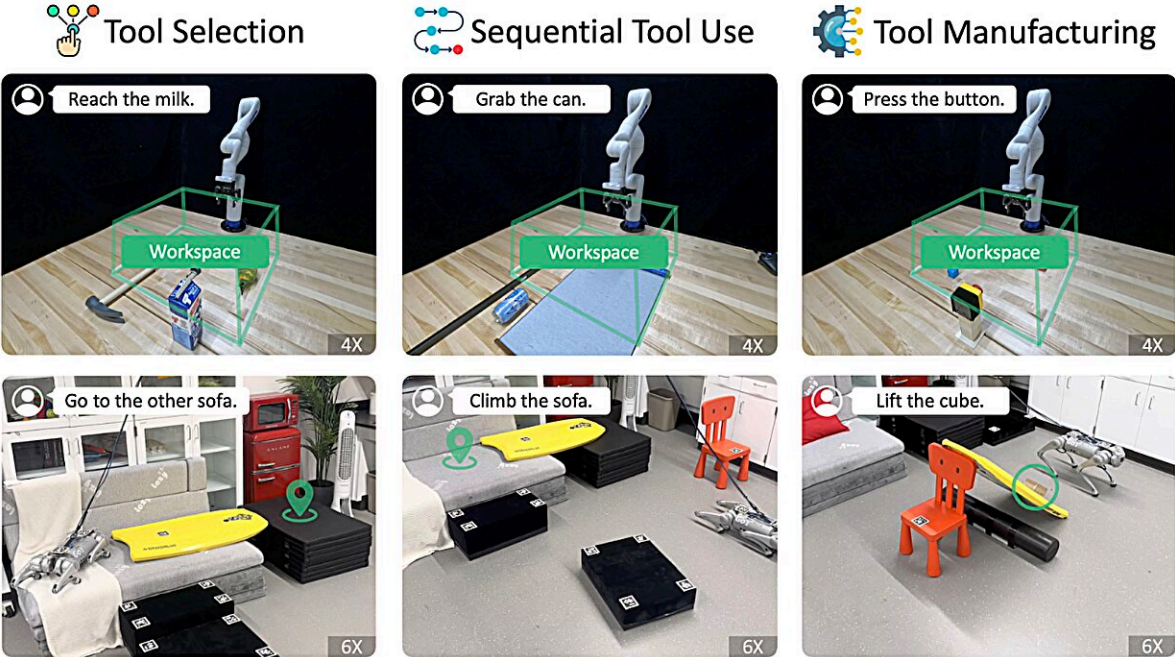 Tool Selection
Sequential Tool Use
Tool Manufacturing
Reach the milk.
Workspace
4X
Grab the can.
Workspace
4X
Press the button.
Workspace
4X
Go to the other sofa.
6X
Climb the sofa.
6X
Lift the cube.
6X